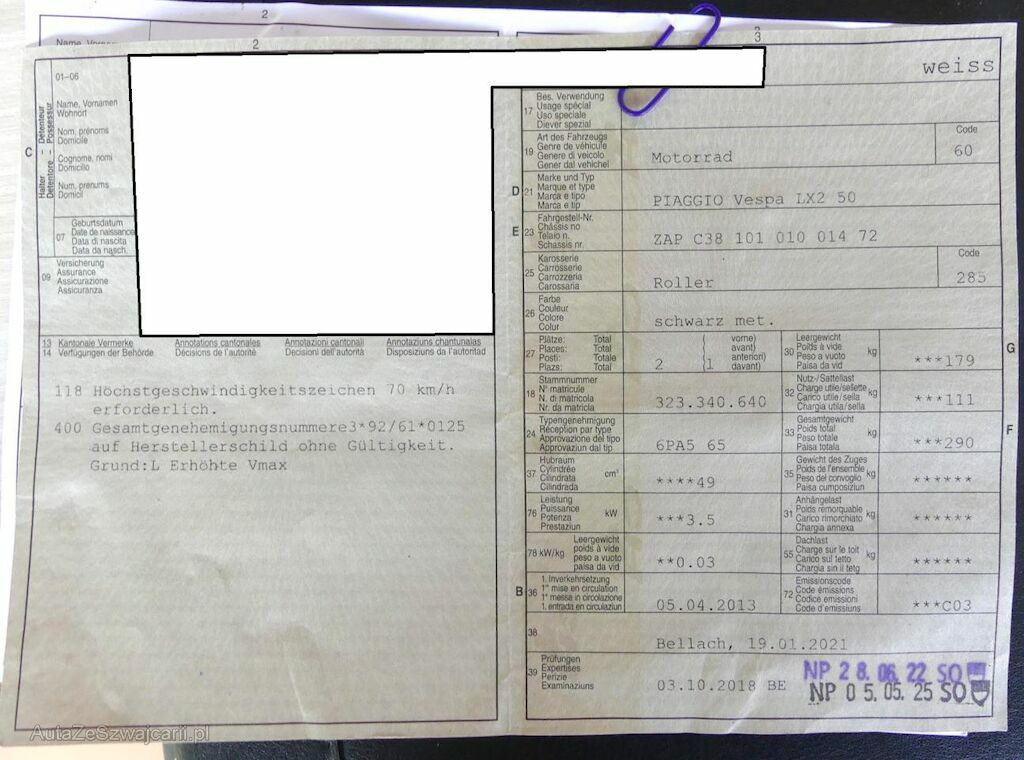 2
2
3
Name, Vornamen
weiss
01–06
C
Halter – Détenteur –
Detentore – Possessur
Name, Vornamen
Wohnort
Nom, prénoms
Domicile
Cognome, nomi
Domicilio
Num, prenums
Domicil
07 Geburtsdatum
Date de naissance
Data di nascita
Data da nasch.
09 Versicherung
Assurance
Assicurazione
Assicuranza
13 Kantonale Vermerke Annotations cantonales Annotazioni cantonali Annotaziuns chantunalas
14 Verfügungen der Behörde Décisions de l'autorité Decisioni dell'autorità Disposiziuns da l'autoritad
118 Höchstgeschwindigkeitszeichen 70 km/h
erforderlich.
400 Gesamtgenehemigungsnummere3*92/61*0125
auf Herstellerschild ohne Gültigkeit.
Grund:L Erhöhte Vmax
17 Bes. Verwendung
Usage spécial
Uso speciale
Diever spezial
19 Art des Fahrzeugs
Genre de véhicule
Genere di veicolo
Gener dal vehichel
Motorrad
Code
60
D 21 Marke und Typ
Marque et type
Marca e tipo
Marca e tip
PIAGGIO Vespa LX2 50
E 23 Fahrgestell-Nr.
Châssis no
Telaio n.
Schassis nr.
ZAP C38 101 010 014 72
25 Karosserie
Carrosserie
Carrozzeria
Carossaria
Roller
Code
285
26 Farbe
Couleur
Colore
Colur
schwarz met.
27 Plätze: Total vorne)
Places: Total avant)
Posti: Totale anteriori)
Plazs: Total davant)
2 (1
G
30 Leergewicht
Poids à vide
Peso a vuoto
Paisa da vid
kg
***179
18 Stammnummer
N° matricule
N. di matricola
Nr. da matricla
323.340.640
32 Nutz-/Sattellast
Charge utile/sellette
Carico utile/sella
Chargia utila/sella
kg
***111
24 Typengenehmigung
Réception par type
Approvazione del tipo
Approvaziun dal tip
6PA5 65
33 Gesamtgewicht
Poids total
Peso totale
Paisa totala
kg
***290
F
37 Hubraum
Cylindrée
Cilindrata
Cilindrada
cm³
****49
35 Gewicht des Zuges
Poids de l'ensemble
Peso del convoglio
Paisa cumposiziun
kg
******
76 Leistung
Puissance
Potenza
Prestaziun
kW
***3.5
31 Anhängelast
Poids remorquable
Carico rimorchiato
Chargia annexa
kg
******
78 kW/kg Leergewicht
poids à vide
peso a vuoto
paisa da vid
**0.03
55 Dachlast
Charge sur le toit
Carico sul tetto
Chargia sin il tetg
kg
******
B 36 1. Inverkehrsetzung
1re mise en circulation
1a messa in circolazione
1. entrada en circulaziun
05.04.2013
72 Emissionscode
Code émissions
Codice emissioni
Code d'emissiuns
***C03
38
Bellach, 19.01.2021
39 Prüfungen
Expertises
Perizie
Examinaziuns
03.10.2018 BE
NP 28.06.22 SO
NP 05.05.25 SO
AutaZeSzwajcarii.pl